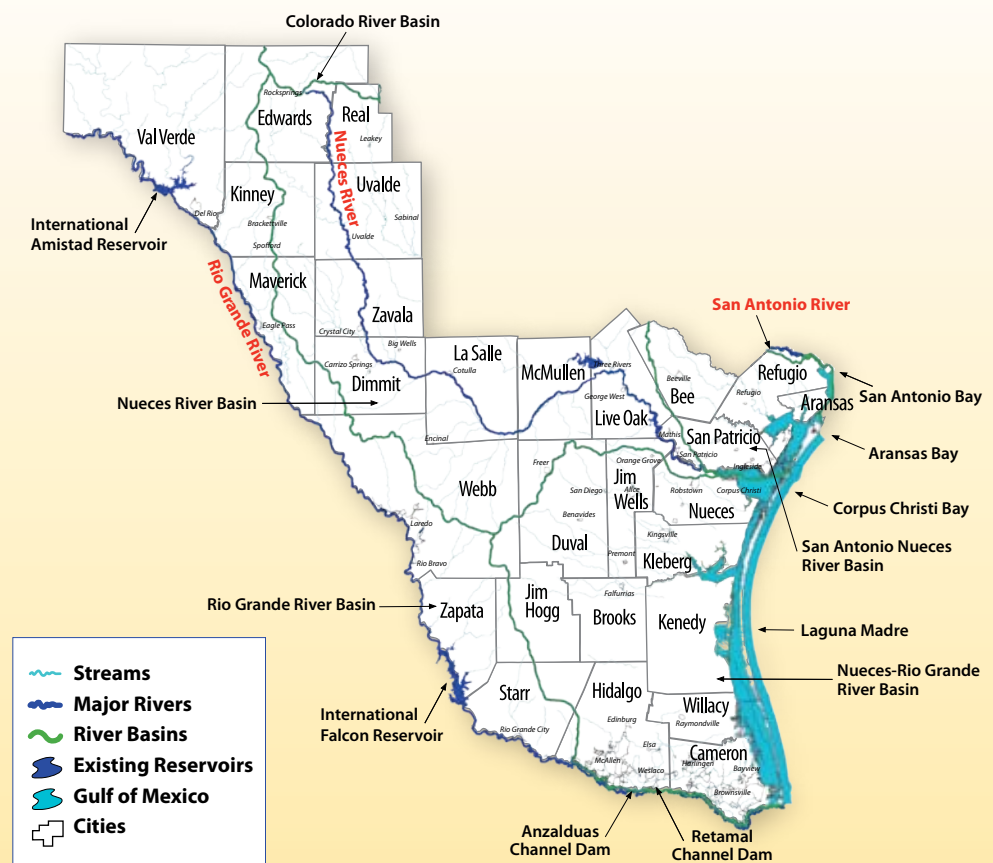 Colorado River Basin
Rocksprings
Edwards
Real
Leakey
Val Verde
Nueces River
Kinney
Uvalde
Sabinal
Del Rio
Brackettville
Uvalde
Spofford
International
Amistad Reservoir
Rio Grande River
Maverick
Eagle Pass
Zavala
Crystal City
Big Wells
Carrizo Springs
Dimmit
La Salle
Cotulla
McMullen
Three Rivers
George West
Live Oak
Beeville
Bee
San Antonio River
Refugio
Refugio
Aransas
San Antonio Bay
Nueces River Basin
Encinal
Mathis
San Patricio
San Patricio
Ingleside
Aransas Bay
Webb
Freer
Orange Grove
Jim
Wells
Alice
San Diego
Robstown
Corpus Christi
Nueces
Corpus Christi Bay
Laredo
Benavides
Duval
Premont
Kingsville
Kleberg
San Antonio Nueces
River Basin
Rio Bravo
Rio Grande River Basin
Zapata
Jim
Hogg
Falfurrias
Brooks
Kenedy
Laguna Madre
Nueces-Rio Grande
River Basin
International
Falcon Reservoir
Starr
Rio Grande City
Hidalgo
Edinburg
Elsa
McAllen
Weslaco
Willacy
Raymondville
Cameron
Harlingen
Bayview
Brownsville
Anzalduas
Channel Dam
Retamal
Channel Dam
Streams
Major Rivers
River Basins
Existing Reservoirs
Gulf of Mexico
Cities